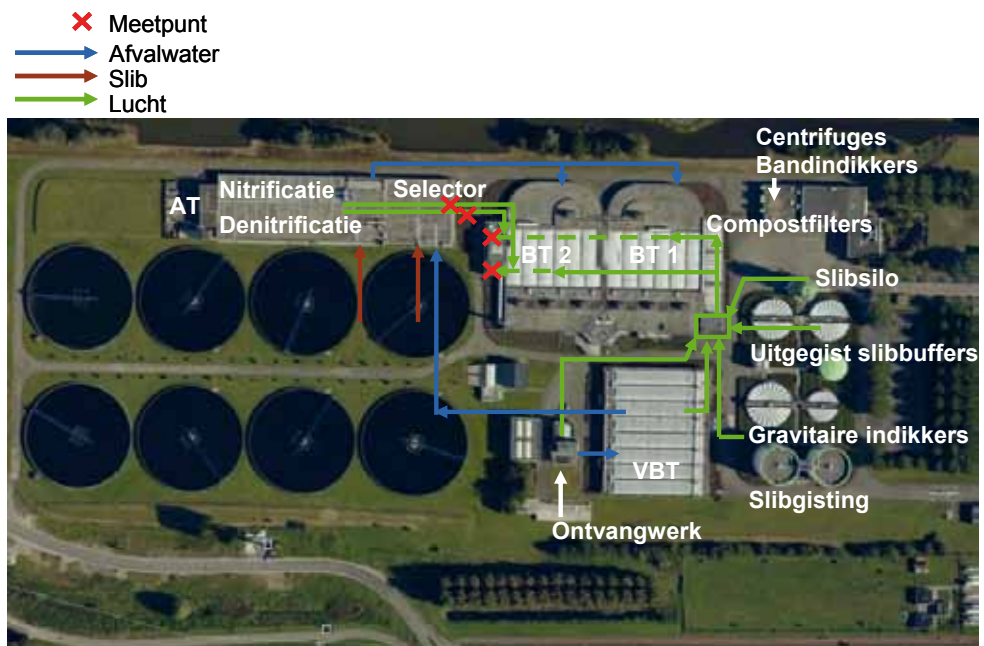 Meetpunt
Afvalwater
Slib
Lucht
Centrifuges
Bandindikkers
Nitrificatie
Selector
AT
Denitrificatie
Compostfilters
BT 2
BT 1
Slibsilo
Uitgegist slibbuffers
Gravitaire indikkers
VBT
Slibgisting
Ontvangwerk